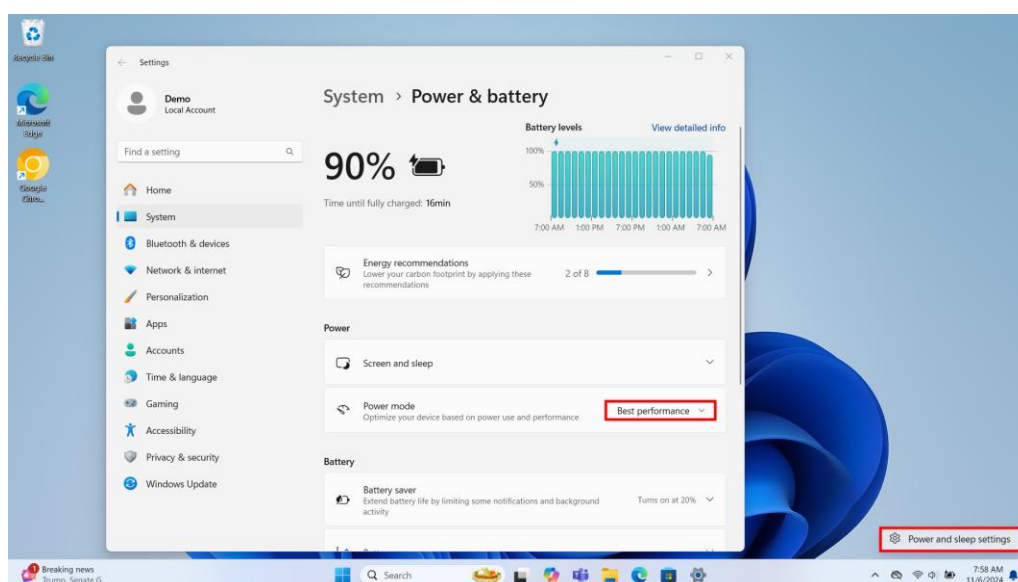 Recycle Bin
Microsoft
Edge
Google
Chro...
Settings
Demo
Local Account
Find a setting
Home
System
Bluetooth & devices
Network & internet
Personalization
Apps
Accounts
Time & language
Gaming
Accessibility
Privacy & security
Windows Update
System > Power & battery
90%
Time until fully charged: 16min
Battery levels
View detailed info
100%
50%
7:00 AM 1:00 PM 7:00 PM 1:00 AM 7:00 AM
Energy recommendations
Lower your carbon footprint by applying these
recommendations
2 of 8
Power
Screen and sleep
Power mode
Optimize your device based on power use and performance
Best performance
Battery
Battery saver
Extend battery life by limiting some notifications and background
activity
Turns on at 20%
Power and sleep settings
1
Breaking news
Trump, Senate G...
Search
7:58 AM
11/6/2024